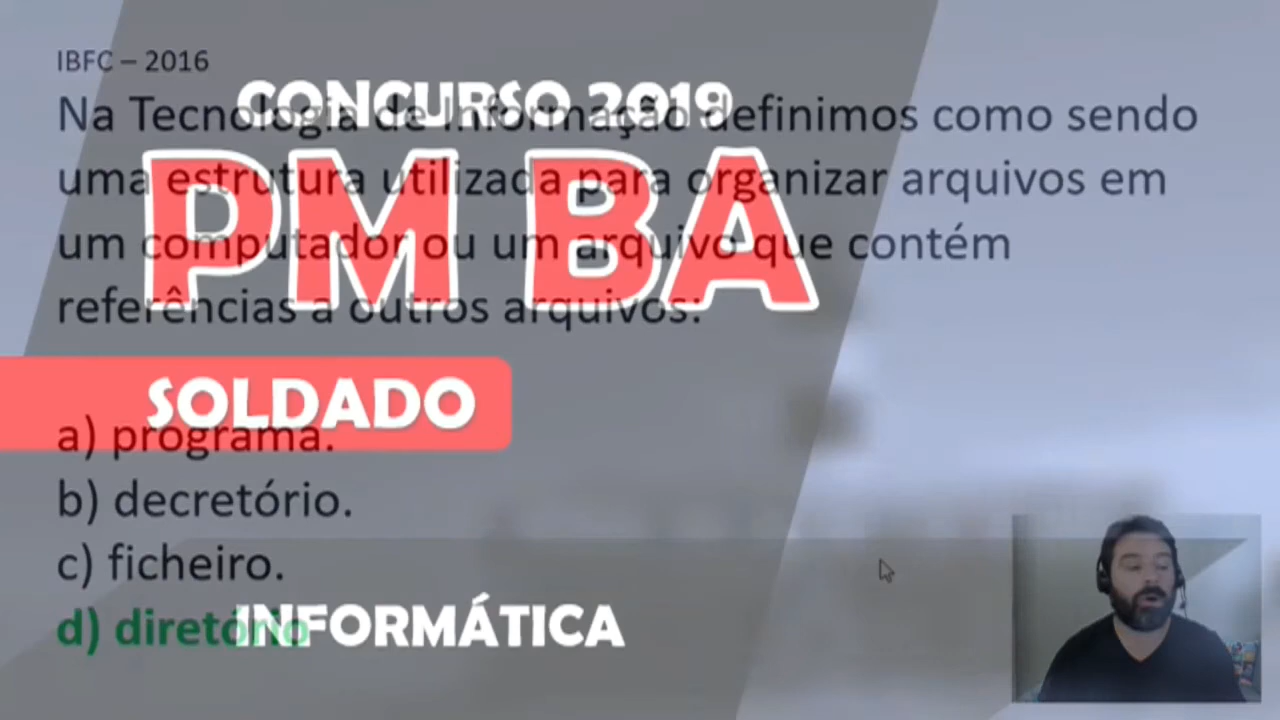 IBFC – 2016
CONCURSO 2019
Na Tecnologia de Informação definimos como sendo
PM BA
uma estrutura utilizada para organizar arquivos em
um computador ou um arquivo que contém
referências a outros arquivos:
SOLDADO
a) programa.
b) decretório.
c) ficheiro.
d) diretório
INFORMÁTICA